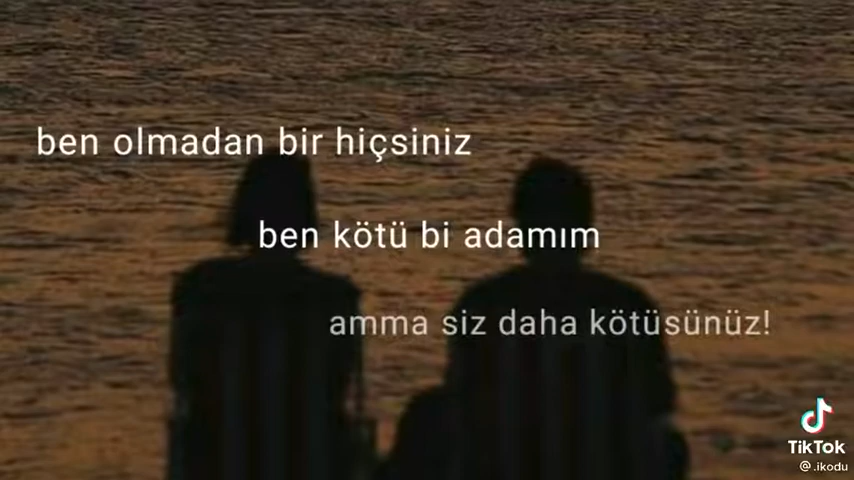 ben olmadan bir hiçsiniz
ben kötü bi adamım
amma siz daha kötüsünüz!
TikTok
@.ikodu